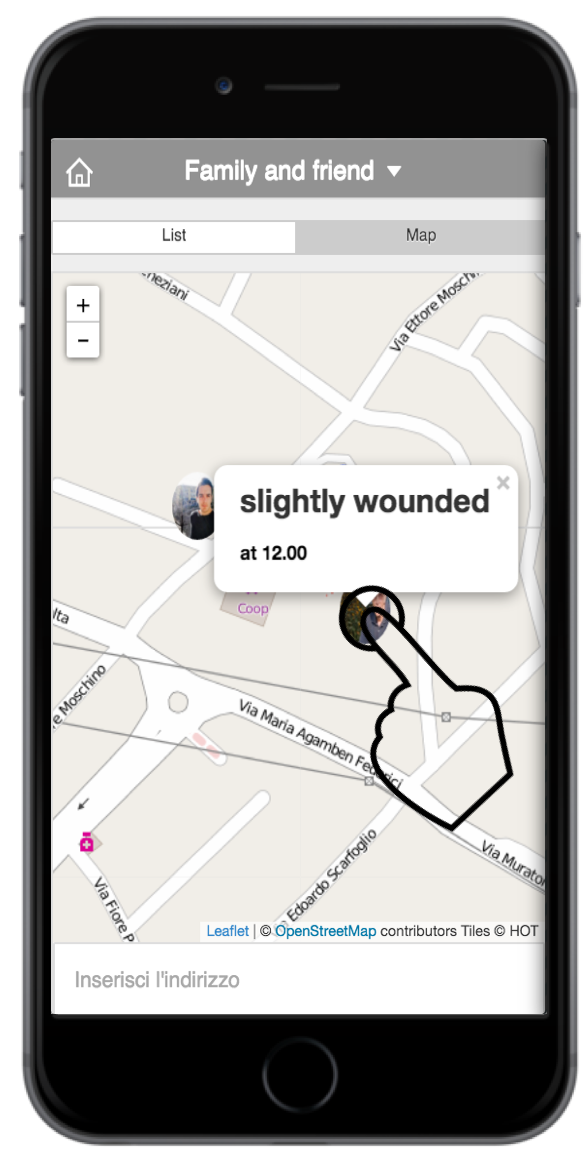 Family and friend
List
Map
neziani
Via Ettore Mosch
+
−
slightly wounded
×
at 12.00
Coop
lta
e Moschino
Via Maria Agamben Federici
Via Murator
Edoardo Scarfoglio
Via Fiore P
Leaflet | © OpenStreetMap contributors Tiles © HOT
Inserisci l'indirizzo